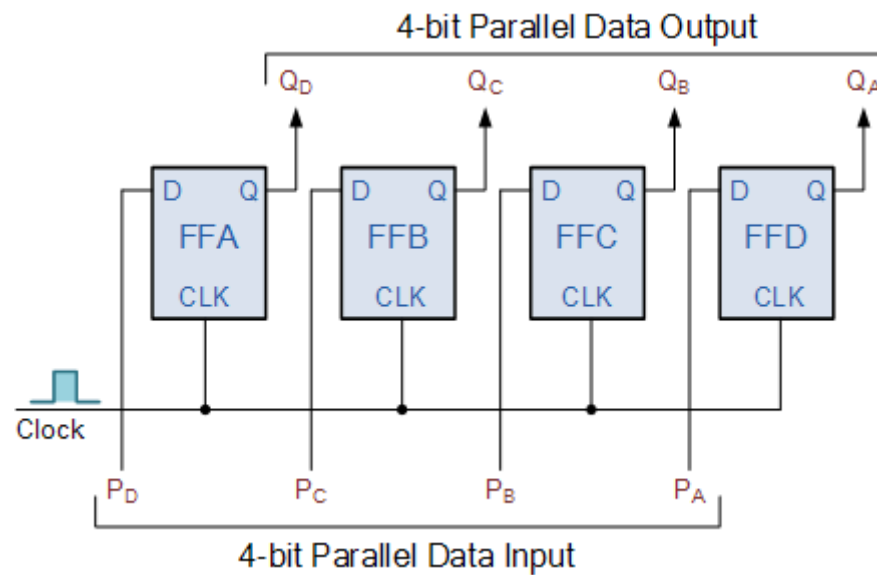 4-bit Parallel Data Output
QD QC QB QA
D Q D Q D Q D Q
FFA FFB FFC FFD
CLK CLK CLK CLK
Clock
PD PC PB PA
4-bit Parallel Data Input